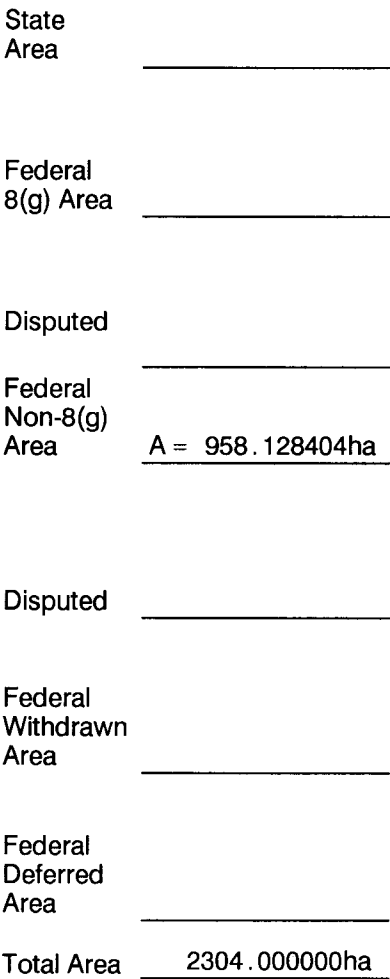 State
Area
Federal
8(g) Area
Disputed
Federal
Non-8(g)
Area A = 958.128404ha
Disputed
Federal
Withdrawn
Area
Federal
Deferred
Area
Total Area 2304.000000ha